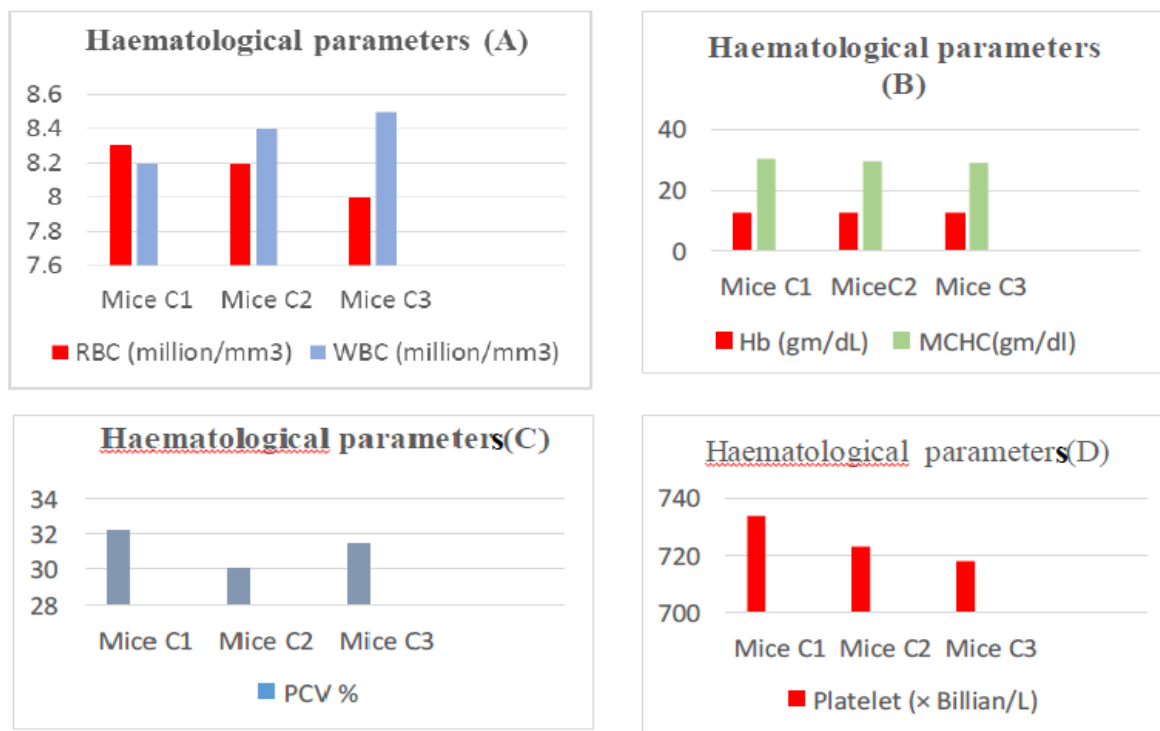 Haematological parameters (A)
8.6
8.4
8.2
8
7.8
7.6
Mice C1 Mice C2 Mice C3
RBC (million/mm3) WBC (million/mm3)
Haematological parameters
(B)
40
20
0
Mice C1 MiceC2 Mice C3
Hb (gm/dL) MCHC(gm/dl)
Haematological parameters(C)
34
32
30
28
Mice C1 Mice C2 Mice C3
PCV %
Haematological parameters(D)
740
720
700
Mice C1 Mice C2 Mice C3
Platelet (× Billian/L)